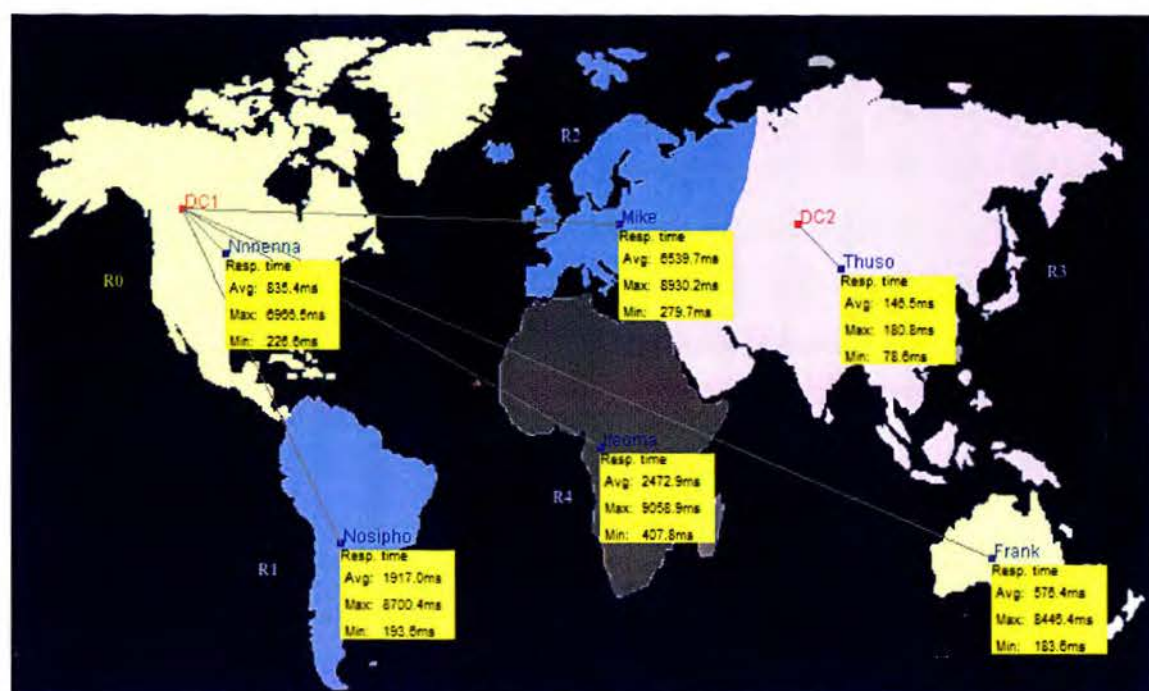 R2
DC1
Mike
DC2
Resp. time
Avg: 6539.7ms
Max: 8930.2ms
Min: 279.7ms
Nnnenna
Resp. time
Avg: 835.4ms
Max: 6966.6ms
Min: 226.6ms
R0
Thuso
Resp. time
Avg: 146.5ms
Max: 180.8ms
Min: 78.6ms
R3
Ifeoma
Resp. time
Avg: 2472.9ms
Max: 9058.9ms
Min: 407.8ms
R4
Nosipho
Resp. time
Avg: 1917.0ms
Max: 8700.4ms
Min: 193.6ms
R1
Frank
Resp. time
Avg: 576.4ms
Max: 8446.4ms
Min: 183.6ms